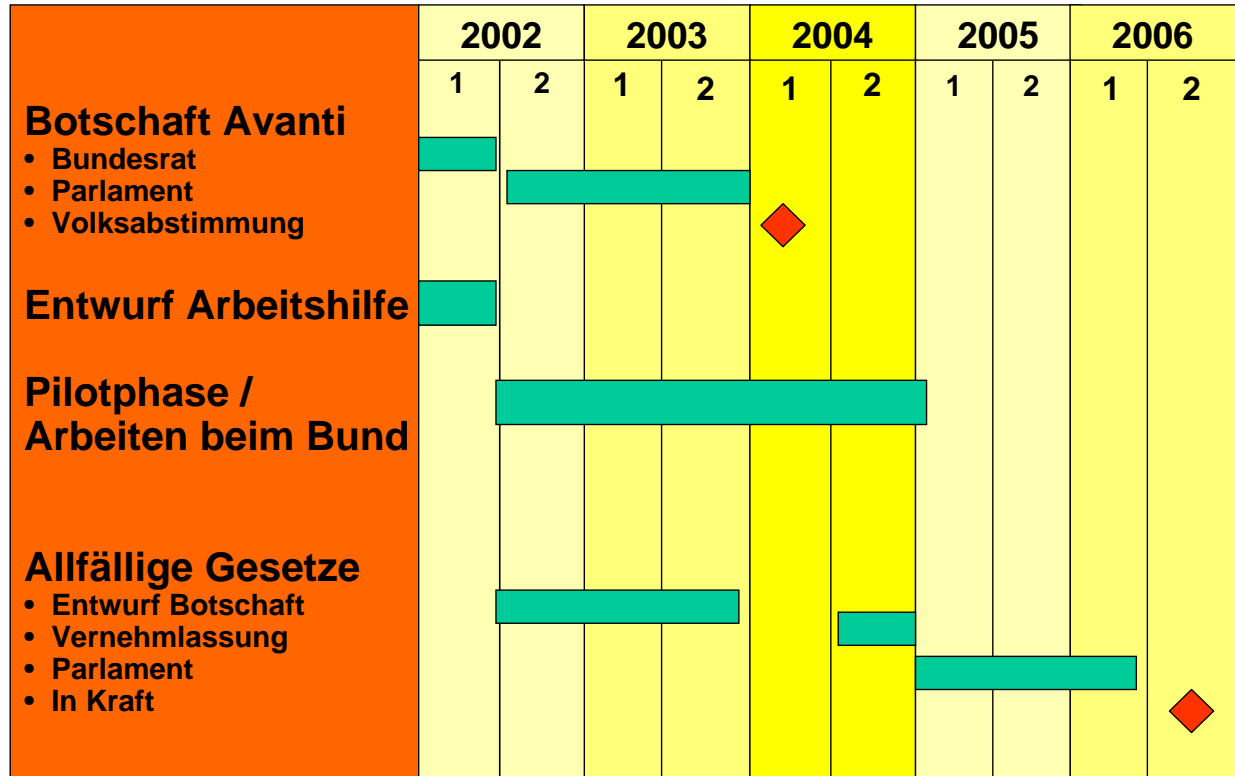 2002 2003 2004 2005 2006
1 2 1 2 1 2 1 2 1 2
Botschaft Avanti
• Bundesrat
• Parlament
• Volksabstimmung
Entwurf Arbeitshilfe
Pilotphase /
Arbeiten beim Bund
Allfällige Gesetze
• Entwurf Botschaft
• Vernehmlassung
• Parlament
• In Kraft